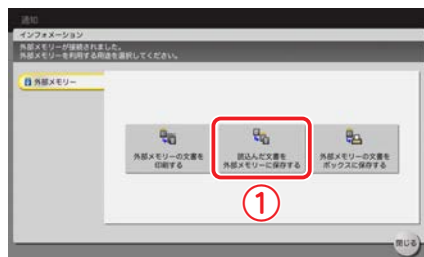 通知
インフォメーション
外部メモリーが接続されました。
外部メモリーを利用する用途を選択してください。
外部メモリー
外部メモリーの文書を
印刷する
読込んだ文書を
外部メモリーに保存する
外部メモリーの文書を
ボックスに保存する
①
閉じる